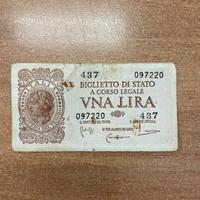 437 097220
BIGLIETTO DI STATO
A CORSO LEGALE
VNA LIRA
097220 437